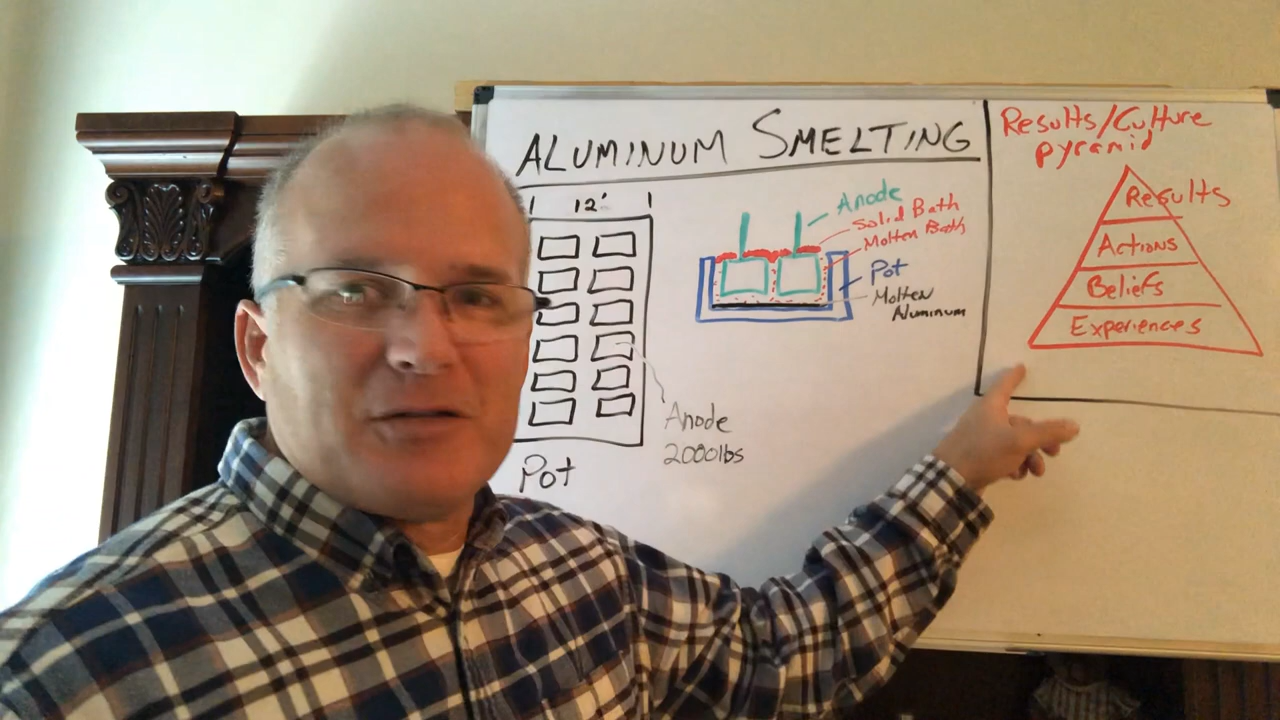 ALUMINUM SMELTING
12'
Anode
2000lbs
Pot
Anode
Solid Bath
Molten Bath
Pot
Molten
Aluminum
Results/Culture
pyramid
Results
Actions
Beliefs
Experiences